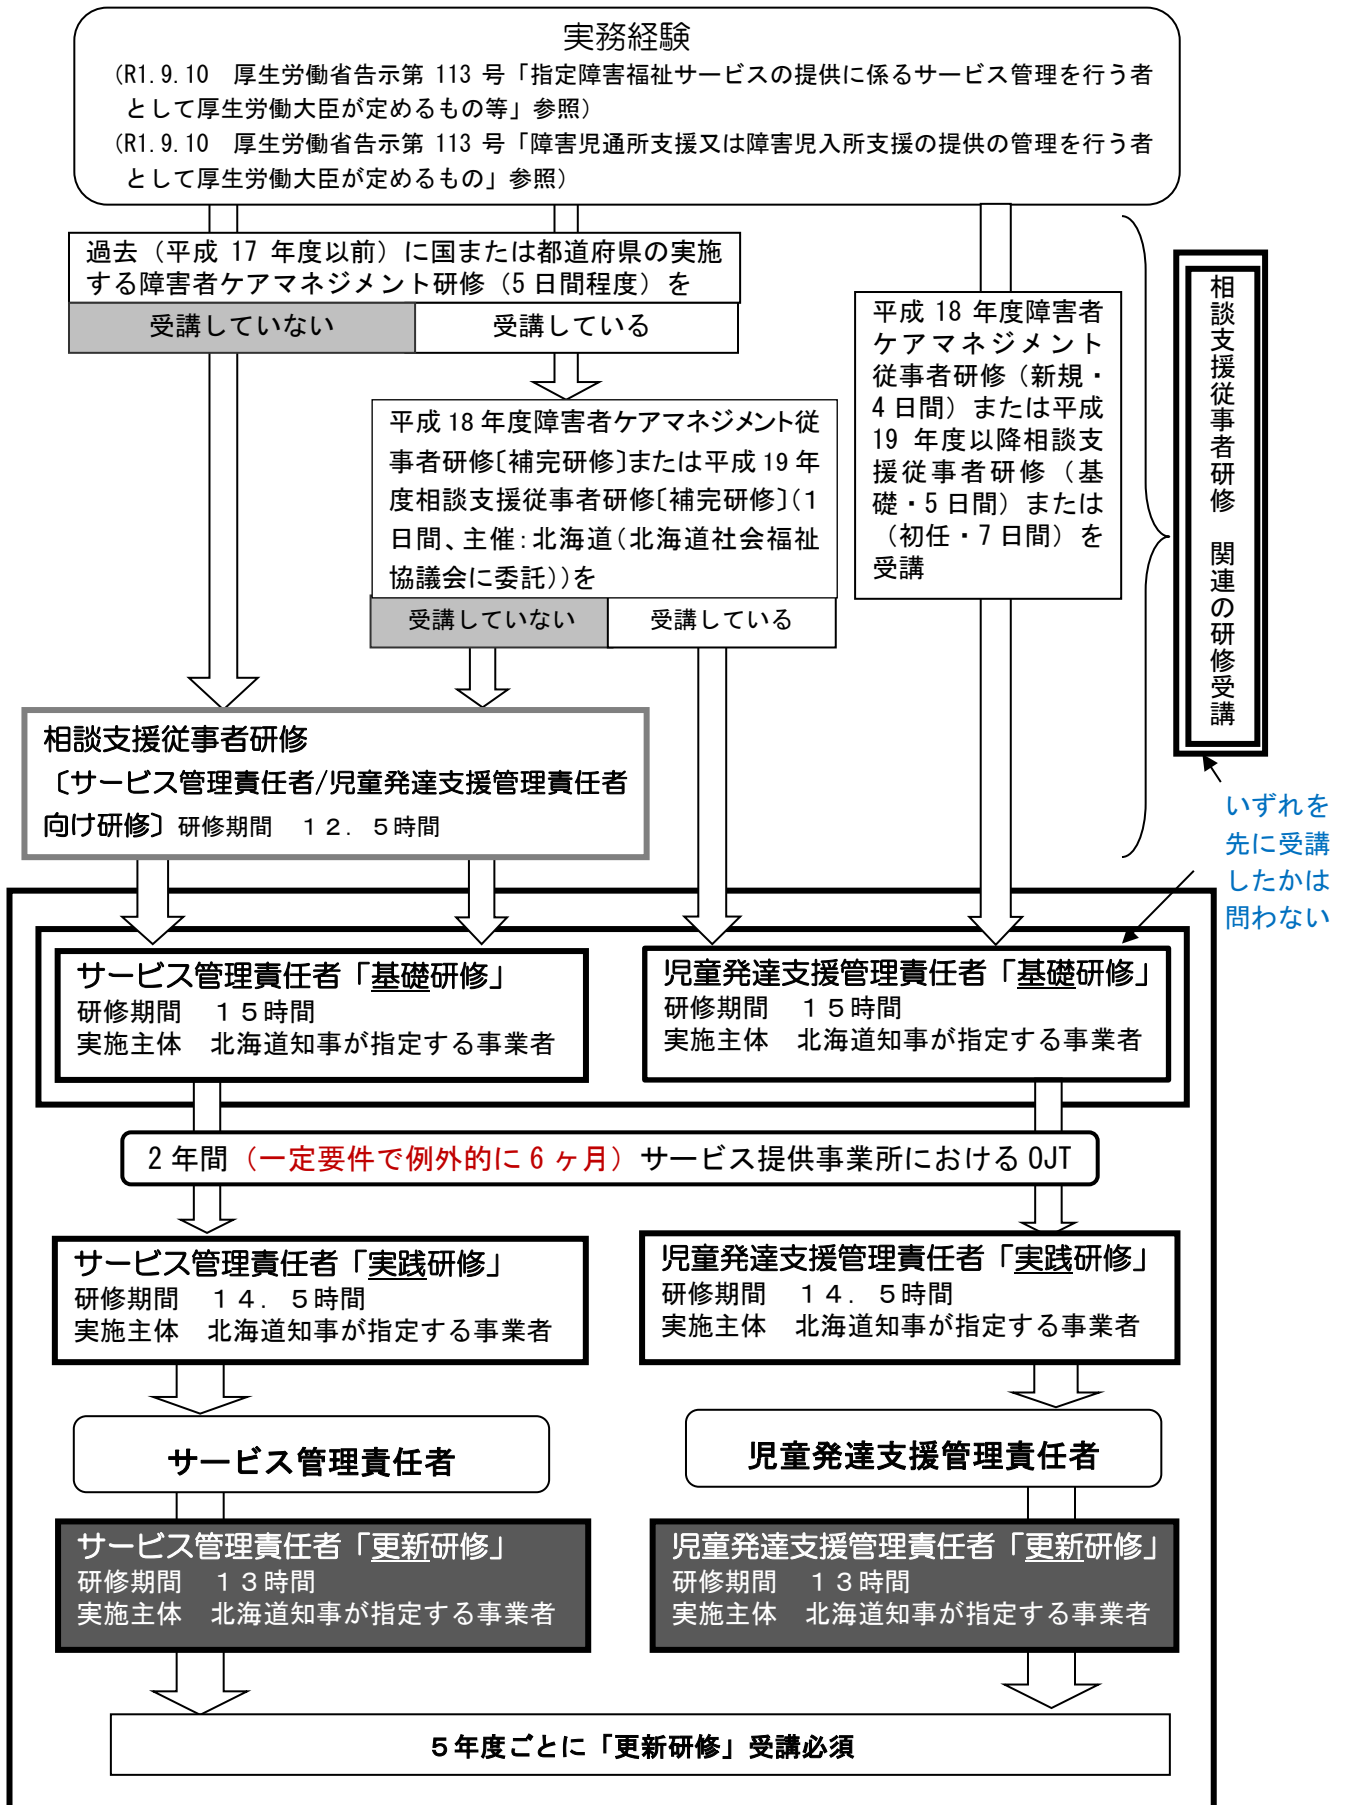 実務経験
(R1.9.10　厚生労働省告示第 113 号「指定障害福祉サービスの提供に係るサービス管理を行う者
として厚生労働大臣が定めるもの等」参照)
(R1.9.10　厚生労働省告示第 113 号「障害児通所支援又は障害児入所支援の提供の管理を行う者
として厚生労働大臣が定めるもの」参照)
過去（平成 17 年度以前）に国または都道府県の実施
する障害者ケアマネジメント研修（5 日間程度）を
受講していない
受講している
平成 18 年度障害者ケアマネジメント従
事者研修〔補完研修〕または平成 19 年
度相談支援従事者研修〔補完研修〕（1
日間、主催：北海道（北海道社会福祉
協議会に委託））を
受講していない
受講している
平成 18 年度障害者
ケアマネジメント
従事者研修（新規・
4 日間）または平成
19 年度以降相談支
援従事者研修（基
礎・5 日間）または
（初任・7 日間）を
受講
相談支援従事者研修　関連の研修受講
いずれを
先に受講
したかは
問わない
相談支援従事者研修
〔サービス管理責任者/児童発達支援管理責任者
向け研修〕研修期間　１２．５時間
サービス管理責任者「基礎研修」
研修期間　１５時間
実施主体　北海道知事が指定する事業者
児童発達支援管理責任者「基礎研修」
研修期間　１５時間
実施主体　北海道知事が指定する事業者
2 年間（一定要件で例外的に 6 ヶ月）サービス提供事業所における OJT
サービス管理責任者「実践研修」
研修期間　１４．５時間
実施主体　北海道知事が指定する事業者
児童発達支援管理責任者「実践研修」
研修期間　１４．５時間
実施主体　北海道知事が指定する事業者
サービス管理責任者
児童発達支援管理責任者
サービス管理責任者「更新研修」
研修期間　１３時間
実施主体　北海道知事が指定する事業者
児童発達支援管理責任者「更新研修」
研修期間　１３時間
実施主体　北海道知事が指定する事業者
５年度ごとに「更新研修」受講必須